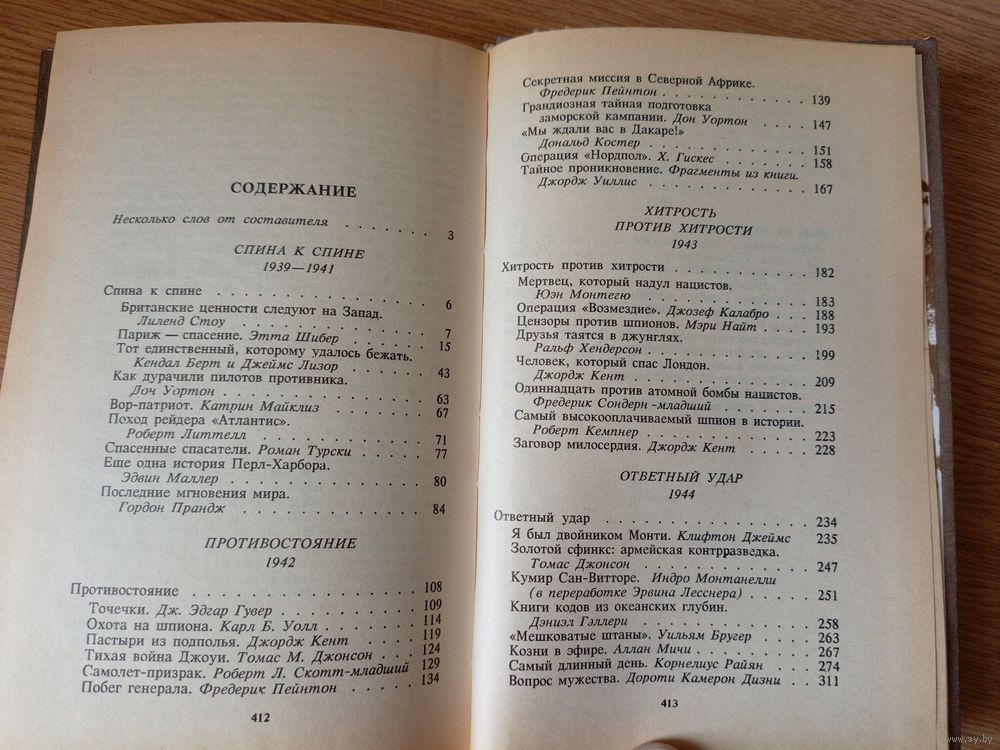 СОДЕРЖАНИЕ
Несколько слов от составителя . . . . . . . 3
СПИНА К СПИНЕ
1939—1941
Спина к спине . . . . . . . . . . . . . 6
Британские ценности следуют на Запад.
Лиленд Стоу . . . . . . . . . . . . 7
Париж — спасение. Этта Шибер . . . . . . 15
Тот единственный, которому удалось бежать.
Кендал Берт и Джеймс Лизор . . . . . . 43
Как дурачили пилотов противника.
Доч Уортон . . . . . . . . . . . . 63
Вор-патриот. Катрин Майклиз . . . . . . 67
Поход рейдера «Атлантис».
Роберт Литтелл . . . . . . . . . . 71
Спасенные спасатели. Роман Турски . . . . . 77
Еще одна история Перл-Харбора.
Эдвин Маллер . . . . . . . . . . . 80
Последние мгновения мира.
Гордон Прандж . . . . . . . . . . . 84
ПРОТИВОСТОЯНИЕ
1942
Противостояние . . . . . . . . . . . . 108
Точечки. Дж. Эдгар Гувер . . . . . . . . 109
Охота на шпиона. Карл Б. Уолл . . . . . . 114
Пастыри из подполья. Джордж Кент . . . . . 119
Тихая война Джоуи. Томас М. Джонсон . . . . 124
Самолет-призрак. Роберт Л. Скотт-младший . . 129
Побег генерала. Фредерик Пейнтон . . . . . 134
412
Секретная миссия в Северной Африке.
Фредерик Пейнтон . . . . . . . . . . 139
Грандиозная тайная подготовка
заморской кампании. Дон Уортон . . . . 147
«Мы ждали вас в Дакаре!»
Дональд Костер . . . . . . . . . . 151
Операция «Нордпол». Х. Гискес . . . . . . 158
Тайное проникновение. Фрагменты из книги.
Джордж Уиллис . . . . . . . . . . 167
ХИТРОСТЬ
ПРОТИВ ХИТРОСТИ
1943
Хитрость против хитрости . . . . . . . . 182
Мертвец, который надул нацистов.
Юэн Монтегю . . . . . . . . . . . 183
Операция «Возмездие». Джозеф Калабро . . . 188
Цензоры против шпионов. Мэри Найт . . . . 193
Друзья таятся в джунглях.
Ральф Хендерсон . . . . . . . . . . 199
Человек, который спас Лондон.
Джордж Кент . . . . . . . . . . . 209
Одиннадцать против атомной бомбы нацистов.
Фредерик Сондерн -младший . . . . . . 215
Самый высокооплачиваемый шпион в истории.
Роберт Кемпнер . . . . . . . . . . 223
Заговор милосердия. Джордж Кент . . . . . 228
ОТВЕТНЫЙ УДАР
1944
Ответный удар . . . . . . . . . . . . 234
Я был двойником Монти. Клифтон Джеймс . . 235
Золотой сфинкс: армейская контрразведка.
Томас Джонсон . . . . . . . . . . 247
Кумир Сан-Витторе. Индро Монтанелли
(в переработке Эрвина Лесснера) . . . . 251
Книги кодов из океанских глубин.
Дэниэл Гэллери . . . . . . . . . . 258
«Мешковатые штаны». Уильям Бругер . . . . 263
Козни в эфире. Аллан Мичи . . . . . . . 267
Самый длинный день. Корнелиус Райян . . . 274
Вопрос мужества. Дороти Камерон Дизни . . 311
413
www.ay.by